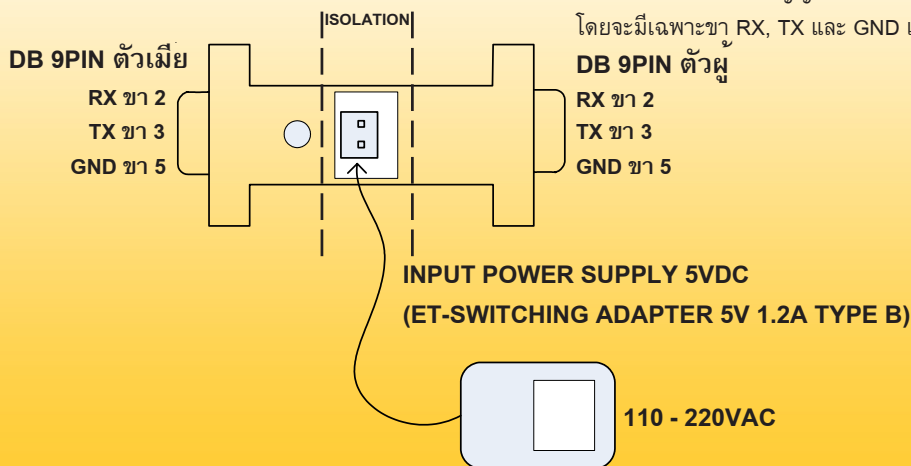 ISOLATION
โดยจะมีเฉพาะขา RX, TX และ GND
DB 9PIN ตัวเมีย
RX ขา 2
TX ขา 3
GND ขา 5
DB 9PIN ตัวผู้
RX ขา 2
TX ขา 3
GND ขา 5
INPUT POWER SUPPLY 5VDC
(ET-SWITCHING ADAPTER 5V 1.2A TYPE B)
110 - 220VAC